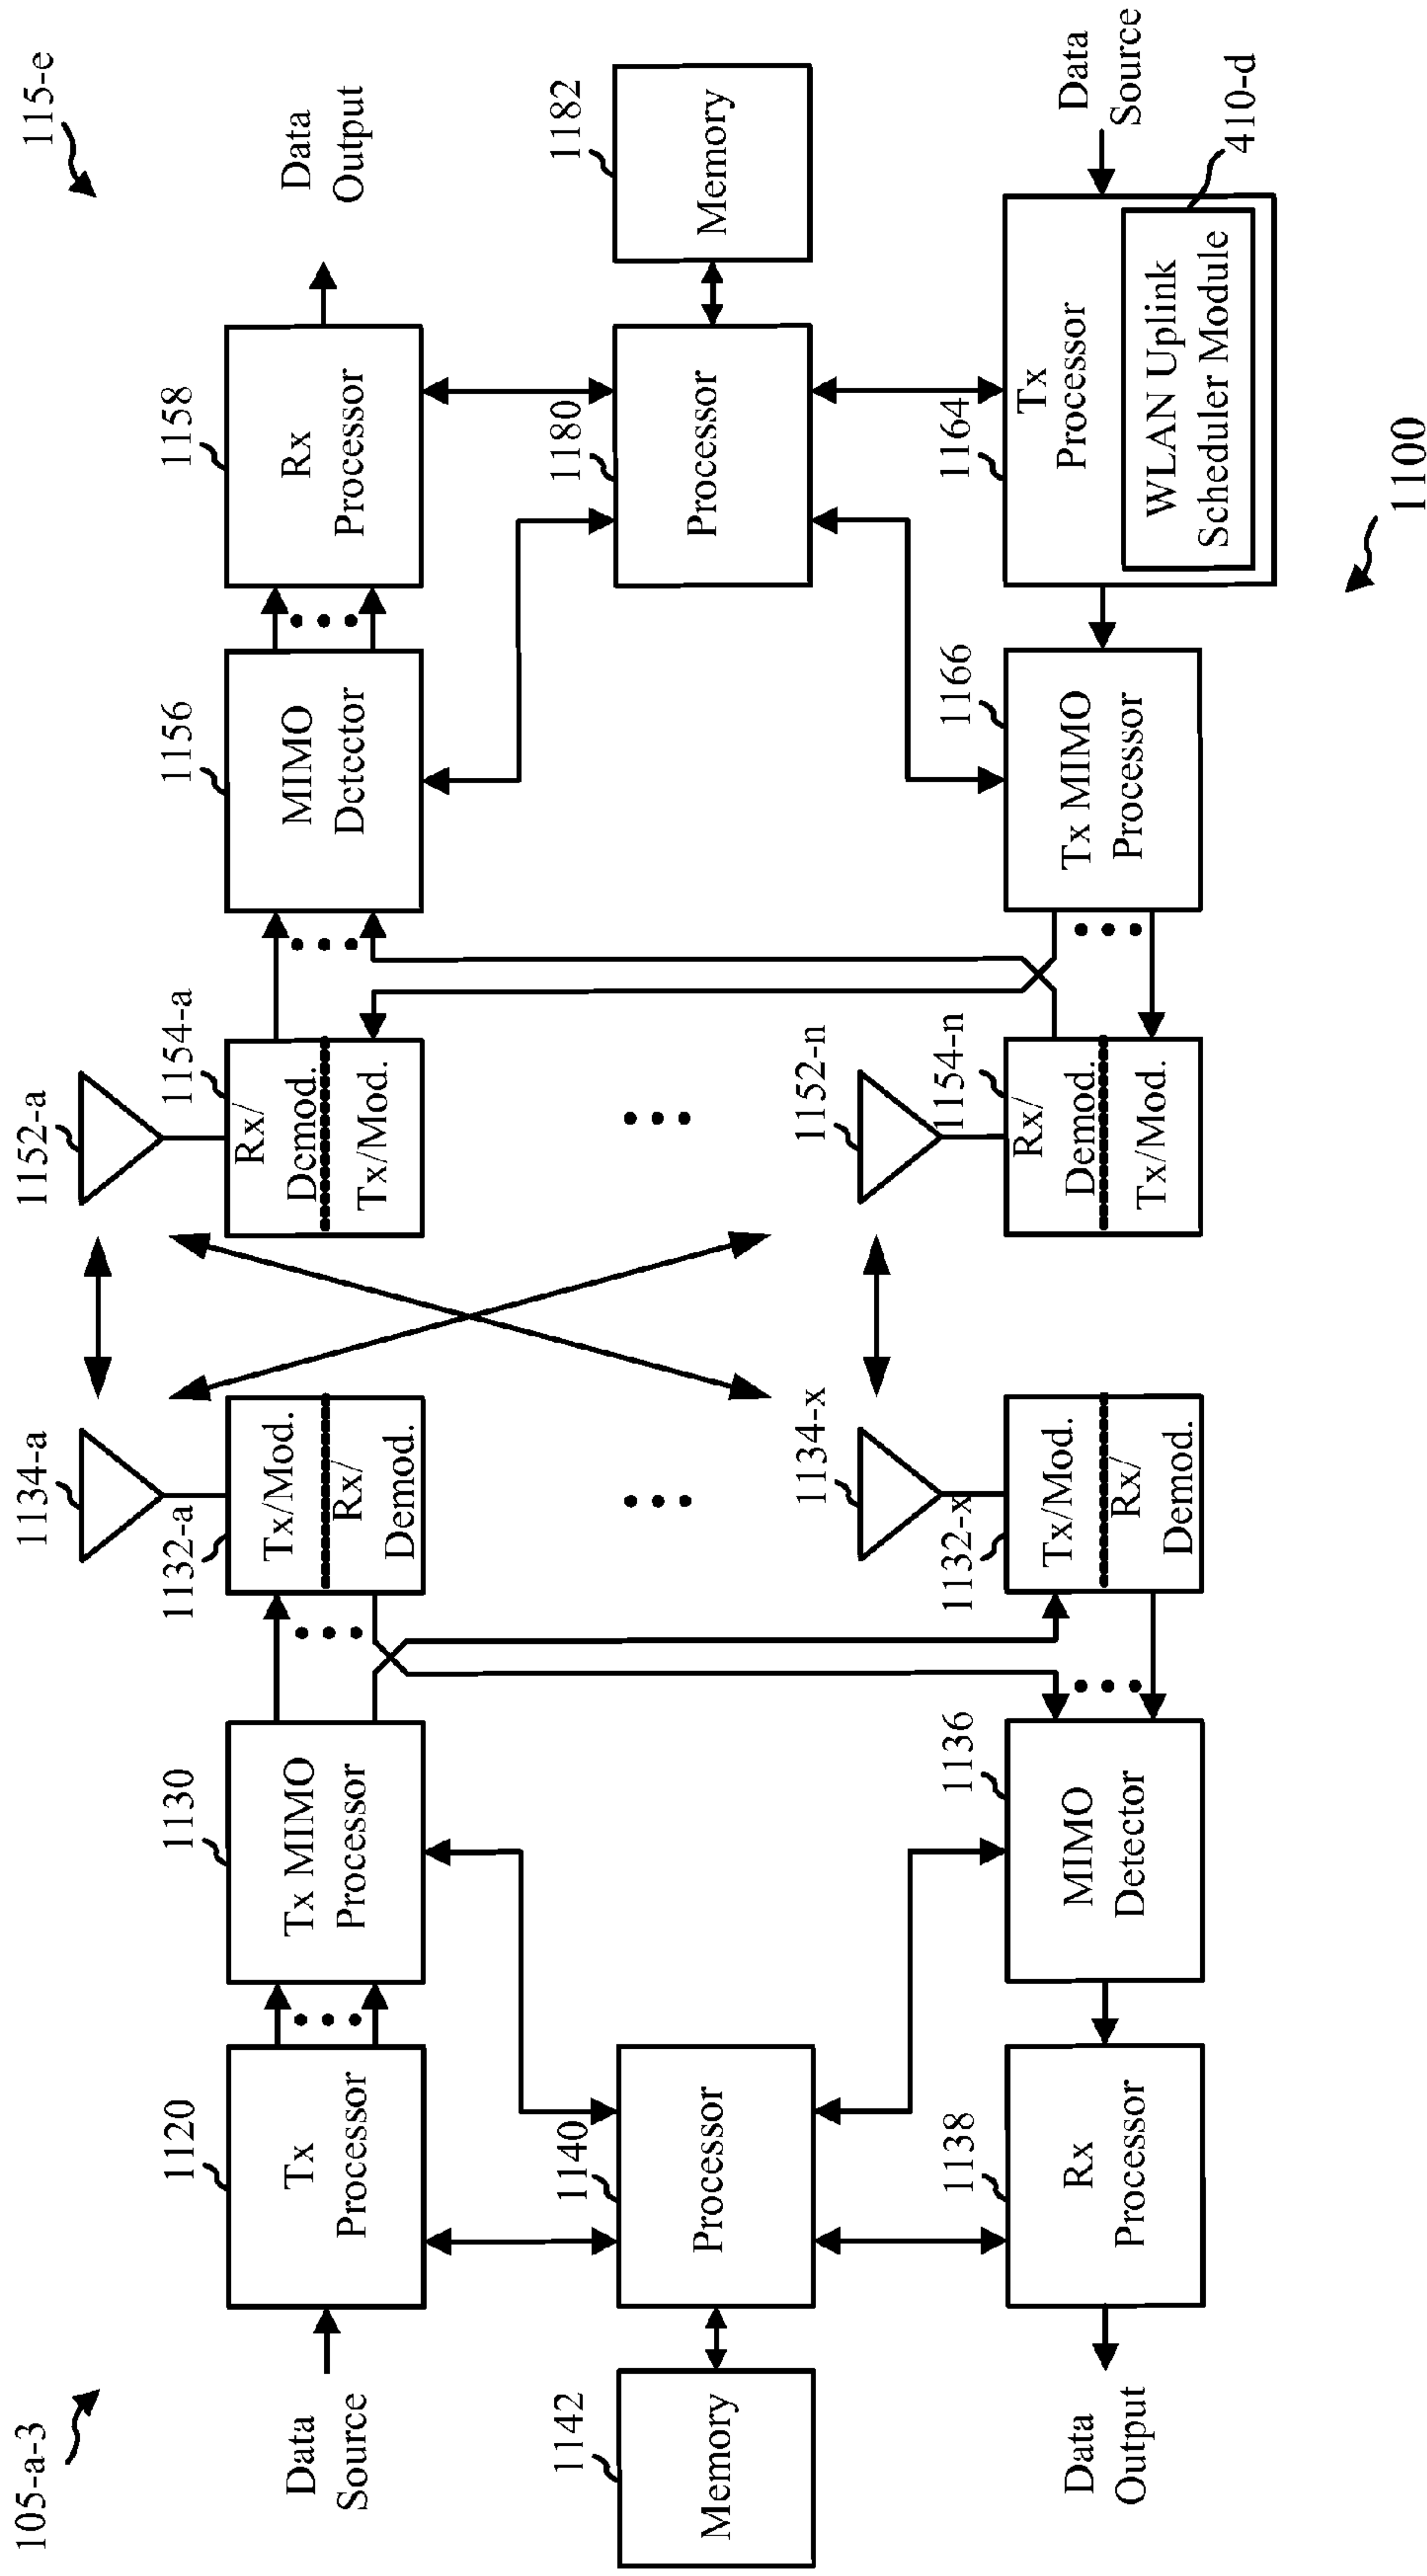 105-a-3
115-e
1134-a
1152-a
1120
1130
1132-a
1154-a
1156
1158
Data
Source
Tx
Processor
Tx MIMO
Processor
Tx/Mod.
Rx/
Demod.
Rx/
Demod.
Tx/Mod.
MIMO
Detector
Rx
Processor
Data
Output
1142
Memory
1140
Processor
1180
Processor
1182
Memory
1134-x
1152-n
1138
1136
1132-x
1154-n
1166
1164
Data
Output
Rx
Processor
MIMO
Detector
Tx/Mod.
Rx/
Demod.
Rx/
Demod.
Tx/Mod.
Tx MIMO
Processor
Tx
Processor
WLAN Uplink
Scheduler Module
Data
Source
410-d
1100